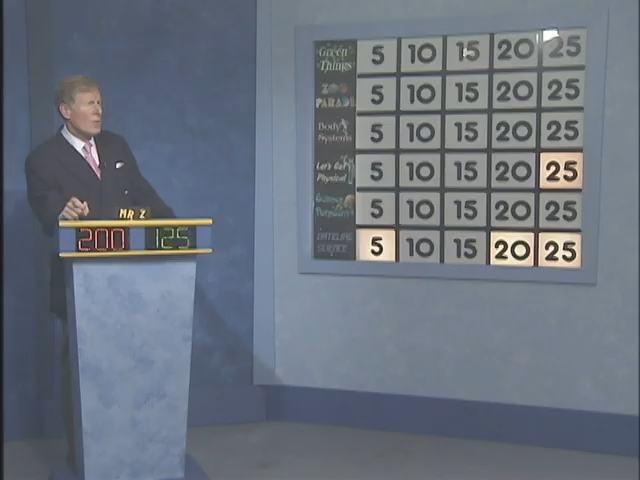 Green Things 5 10 15 20 25
ZOO PARADE 5 10 15 20 25
Body Systems 5 10 15 20 25
Let's Get Physical 5 10 15 20 25
5 10 15 20 25
DATELINE SCIENCE 5 10 15 20 25
MR Z
200 125